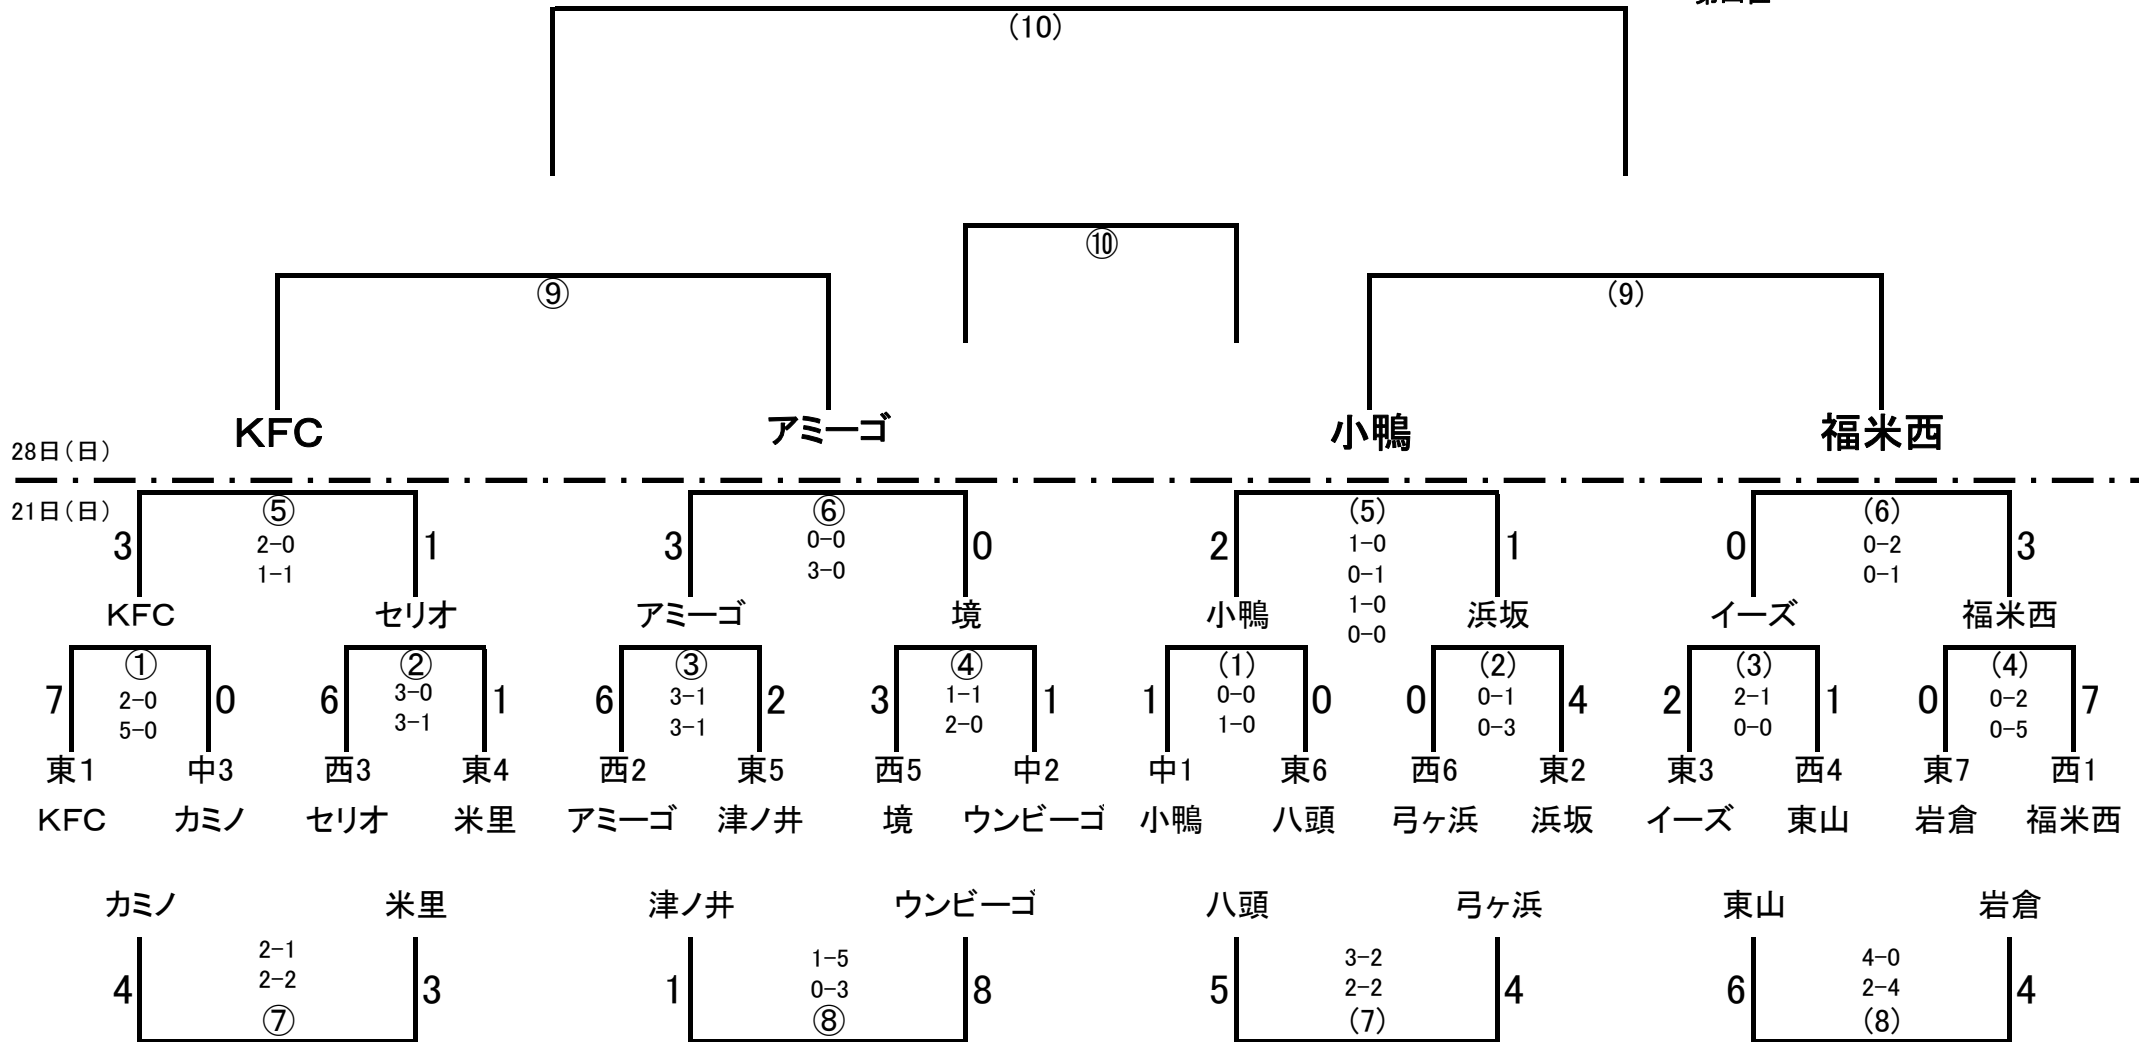 (10)
⑩
⑨
(9)
KFC アミーゴ 小鴨 福米西
28日(日)
21日(日)
⑤ ⑥ (5) (6)
3 2-0 1 3 0-0 0 2 1-0 1 0 0-2 3
1-1 3-0 0-1 0-1
1-0
0-0
KFC セリオ アミーゴ 境 小鴨 浜坂 イーズ 福米西
① ② ③ ④ (1) (2) (3) (4)
7 2-0 0 6 3-0 1 6 3-1 2 3 1-1 1 1 0-0 0 0 0-1 4 2 2-1 1 0 0-2 7
5-0 3-1 3-1 2-0 1-0 0-3 0-0 0-5
東1 中3 西3 東4 西2 東5 西5 中2 中1 東6 西6 東2 東3 西4 東7 西1
KFC カミノ セリオ 米里 アミーゴ 津ノ井 境 ウンビーゴ 小鴨 八頭 弓ヶ浜 浜坂 イーズ 東山 岩倉 福米西
カミノ 米里 津ノ井 ウンビーゴ 八頭 弓ヶ浜 東山 岩倉
2-1 1-5 3-2 4-0
4 2-2 3 1 0-3 8 5 2-2 4 6 2-4 4
⑦ ⑧ (7) (8)